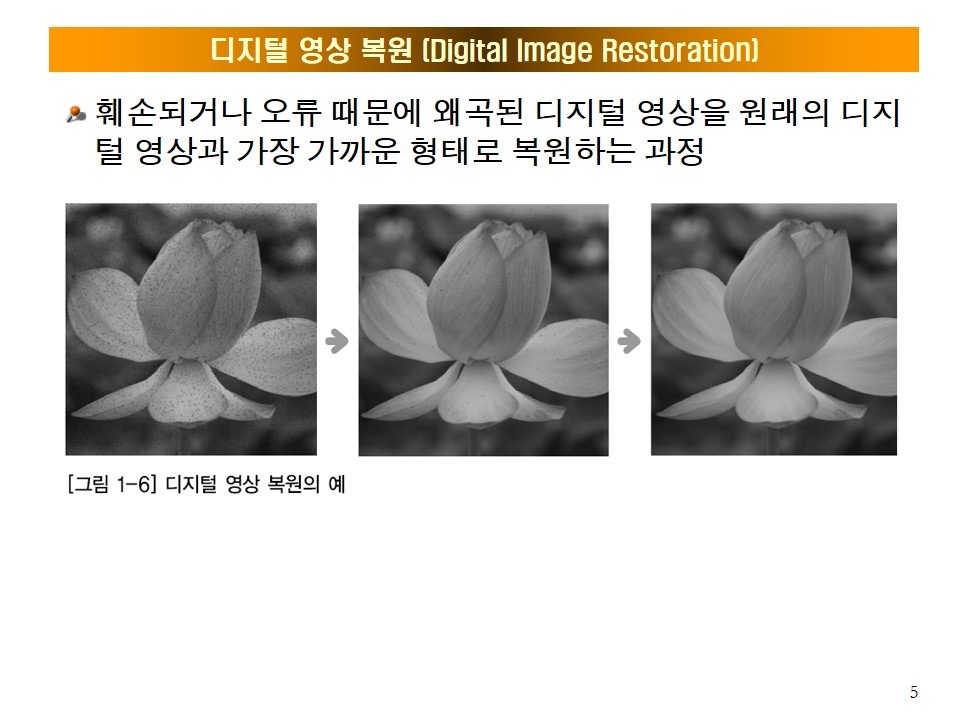 디지털 영상 복원 (Digital Image Restoration)
훼손되거나 오류 때문에 왜곡된 디지털 영상을 원래의 디지
털 영상과 가장 가까운 형태로 복원하는 과정
[그림 1-6] 디지털 영상 복원의 예
5